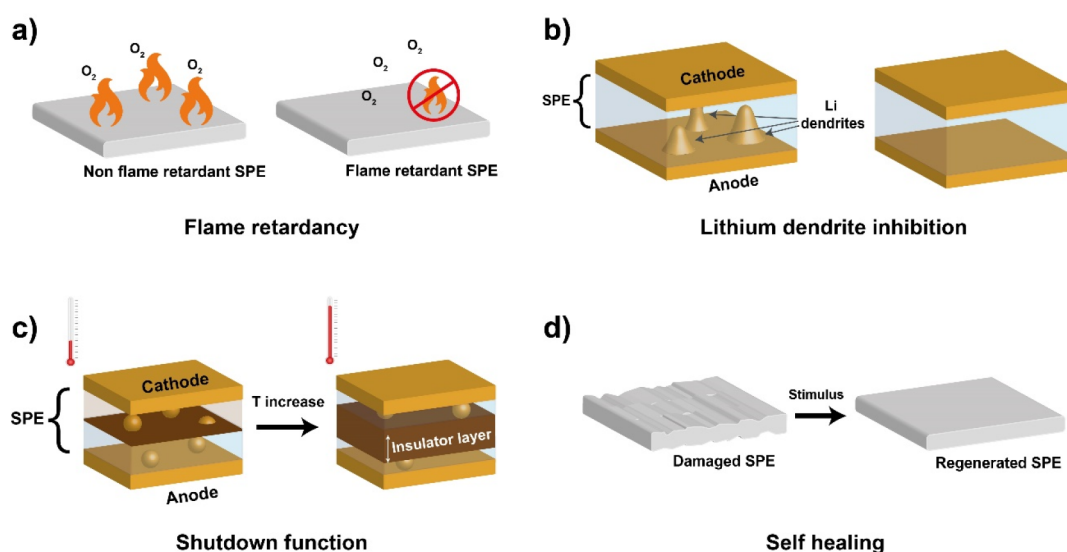 a)
O2
O2
O2
Non flame retardant SPE
O2
O2
O2
Flame retardant SPE
Flame retardancy
b)
Cathode
SPE
Li
dendrites
Anode
Lithium dendrite inhibition
c)
Cathode
SPE
T increase
Insulator layer
Anode
Shutdown function
d)
Stimulus
Damaged SPE
Regenerated SPE
Self healing